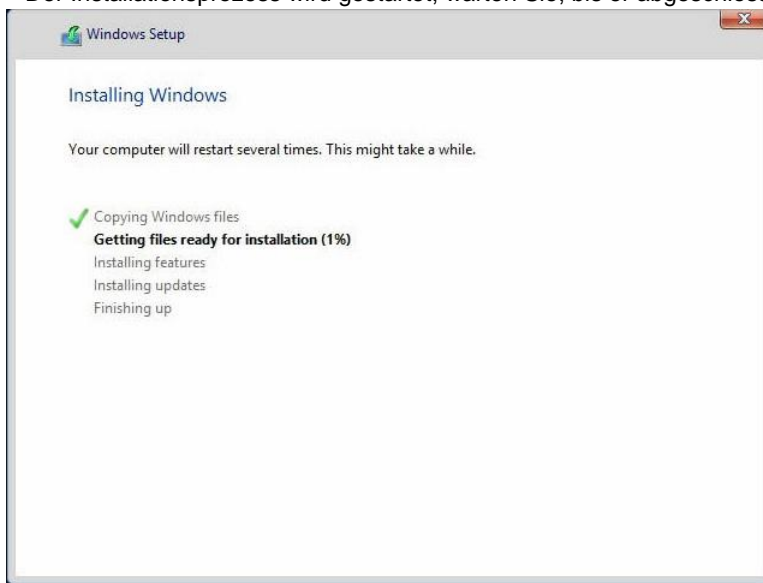 Der Installationsprozess wird gestartet, warten Sie, bis er
Windows Setup
Installing Windows
Your computer will restart several times. This might take a while.
Copying Windows files
Getting files ready for installation (1%)
Installing features
Installing updates
Finishing up